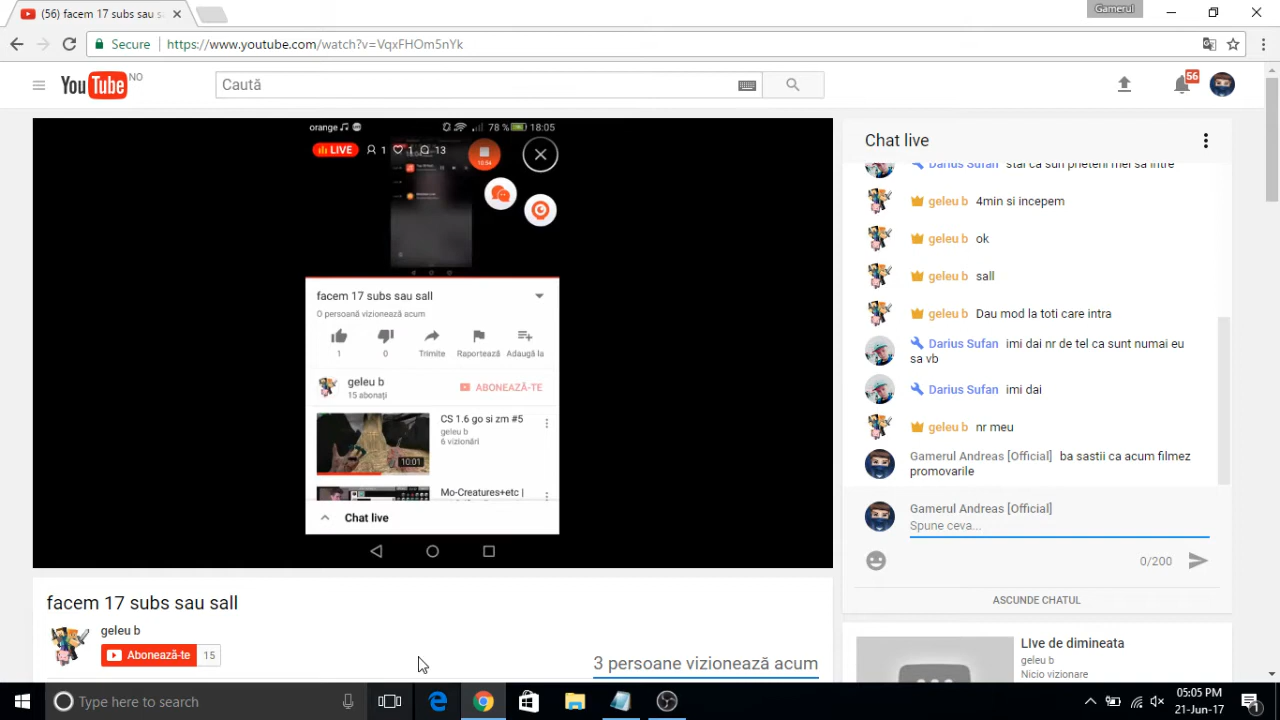 (56) facem 17 subs sau s
Gamerul
Secure
https://www.youtube.com/watch?v=VqxFHOm5nYk
YouTube NO
Caută
56
orange 78 % 18:05
LIVE 1 1 13
facem 17 subs sau sall
O persoană vizionează acum
1 0 Trimite Raportează Adaugă la
geleu b
15 abonați
ABONEAZĂ-TE
CS 1.6 go si zm #5
geleu b
6 vizionări
10:01
Mo-Creatures+etc |
Chat live
facem 17 subs sau sall
geleu b
Abonează-te 15
3 persoane vizionează acum
Chat live
Darius Sufan stai ca sun prietenii mei sa intre
geleu b 4min si incepem
geleu b ok
geleu b sall
geleu b Dau mod la toti care intra
Darius Sufan imi dai nr de tel ca sunt numai eu
sa vb
Darius Sufan imi dai
geleu b nr meu
Gamerul Andreas [Official] ba sastii ca acum filmez
promovarile
Gamerul Andreas [Official]
Spune ceva...
0/200
ASCUNDE CHATUL
LIve de dimineata
geleu b
Nicio vizionare
Type here to search
05:05 PM
21-Jun-17
1